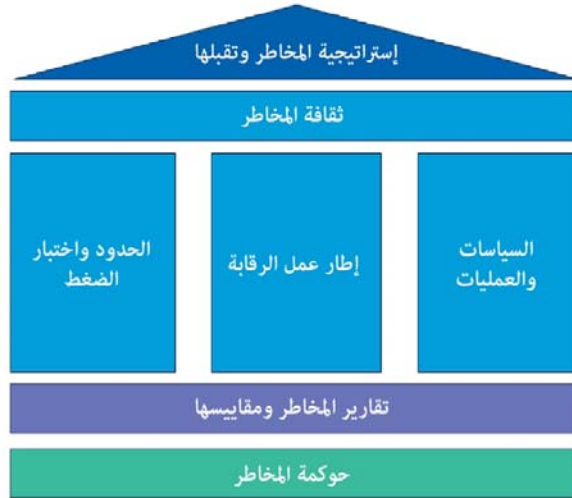 إستراتيجية المخاطر وتقبلها
ثقافة المخاطر
السياسات
والعمليات
إطار عمل الرقابة
الحدود واختبار
الضغط
تقارير المخاطر ومقاييسها
حوكمة المخاطر